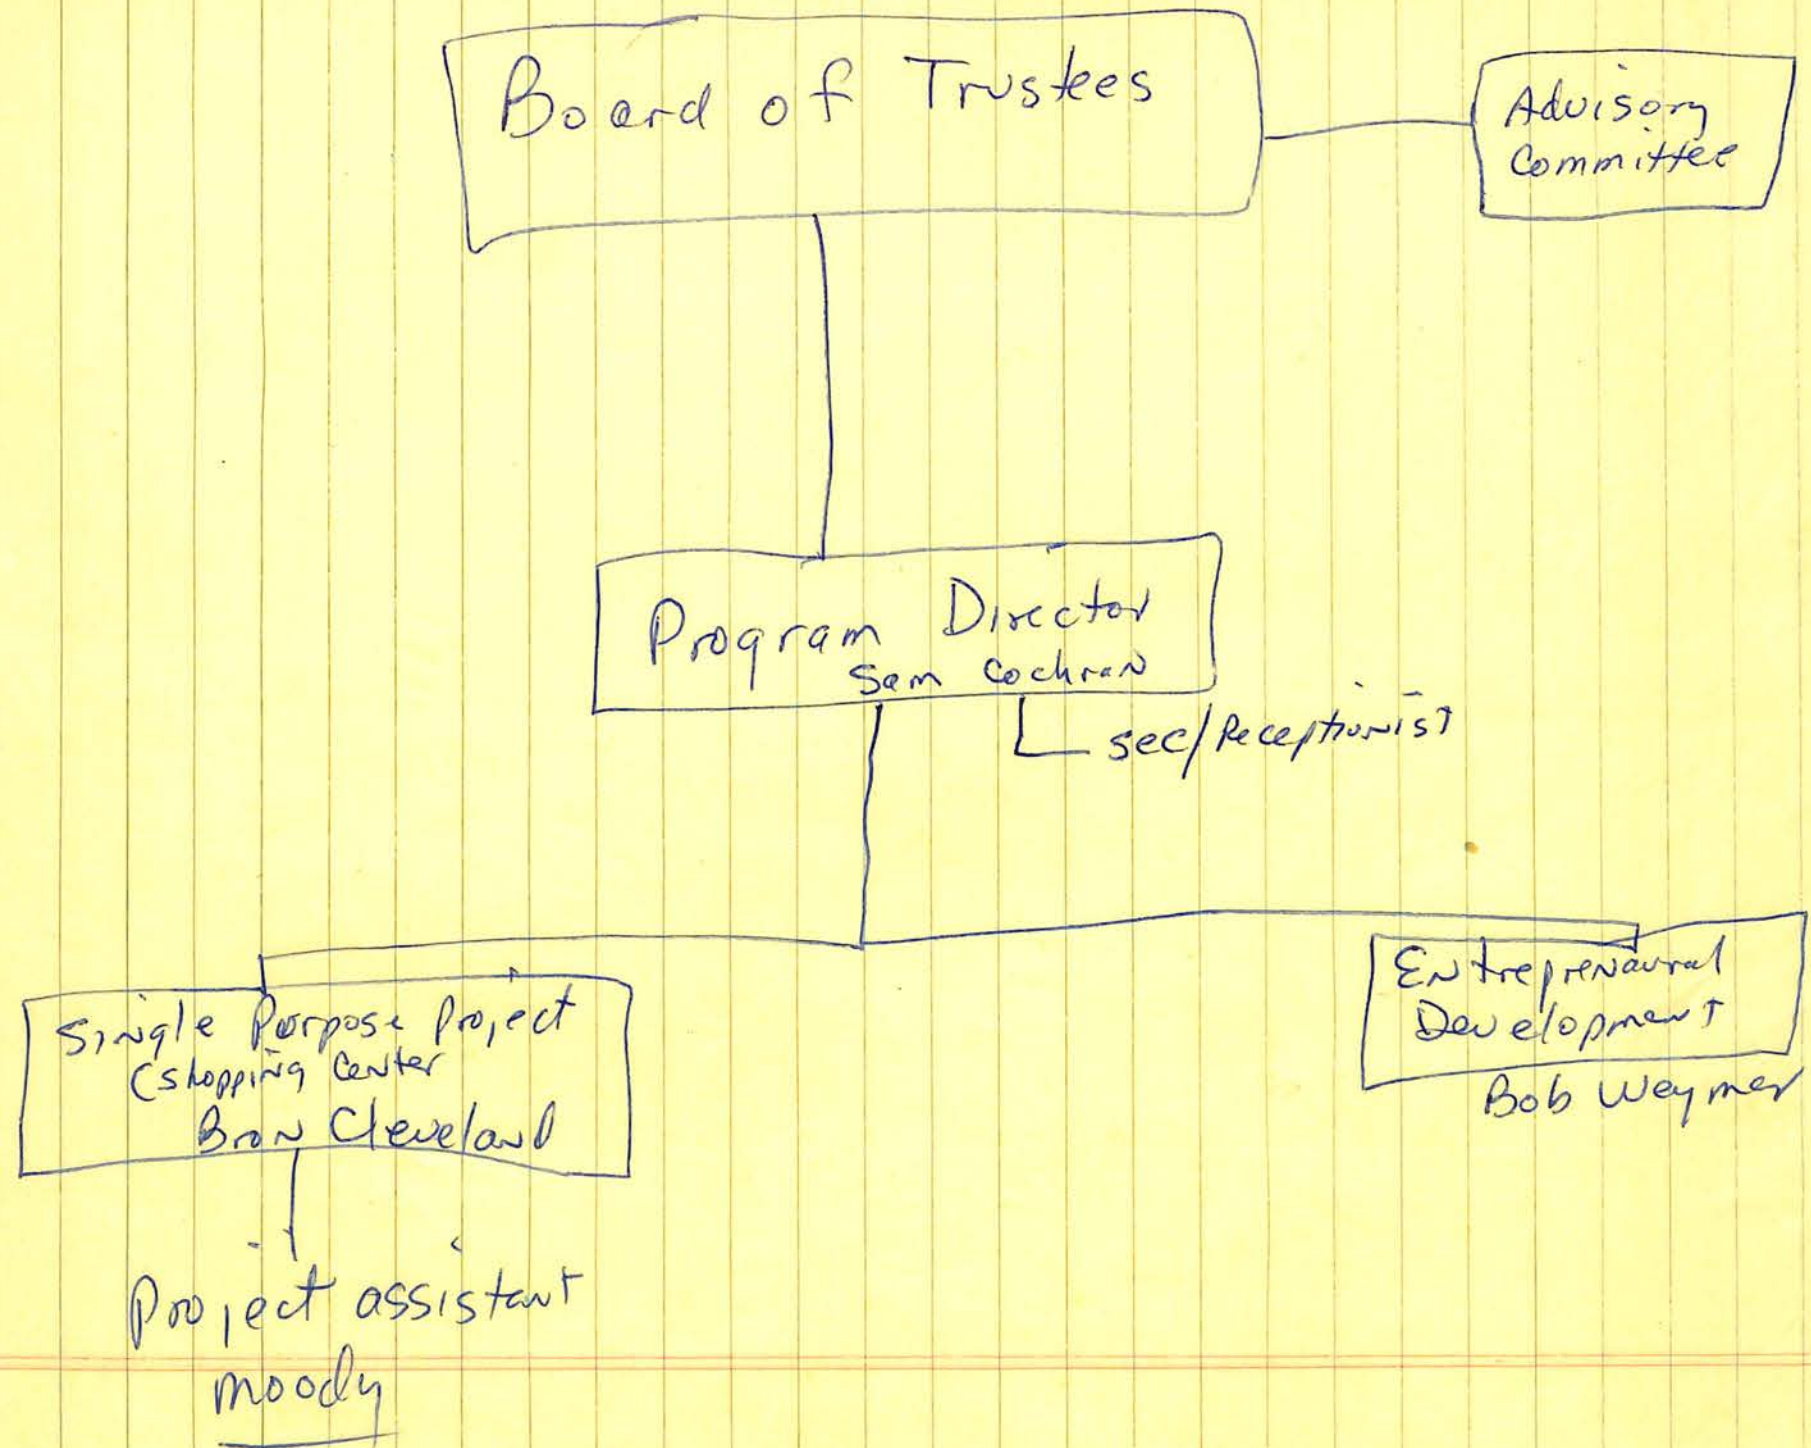 Board of Trustees
Advisory
Committee
Program Director
Sam Cochran
sec/Receptionist
Single Purpose Project
(shopping Center
Bron Cleveland
Entreprenaural
Development
Bob Weymer
Project assistant
moody